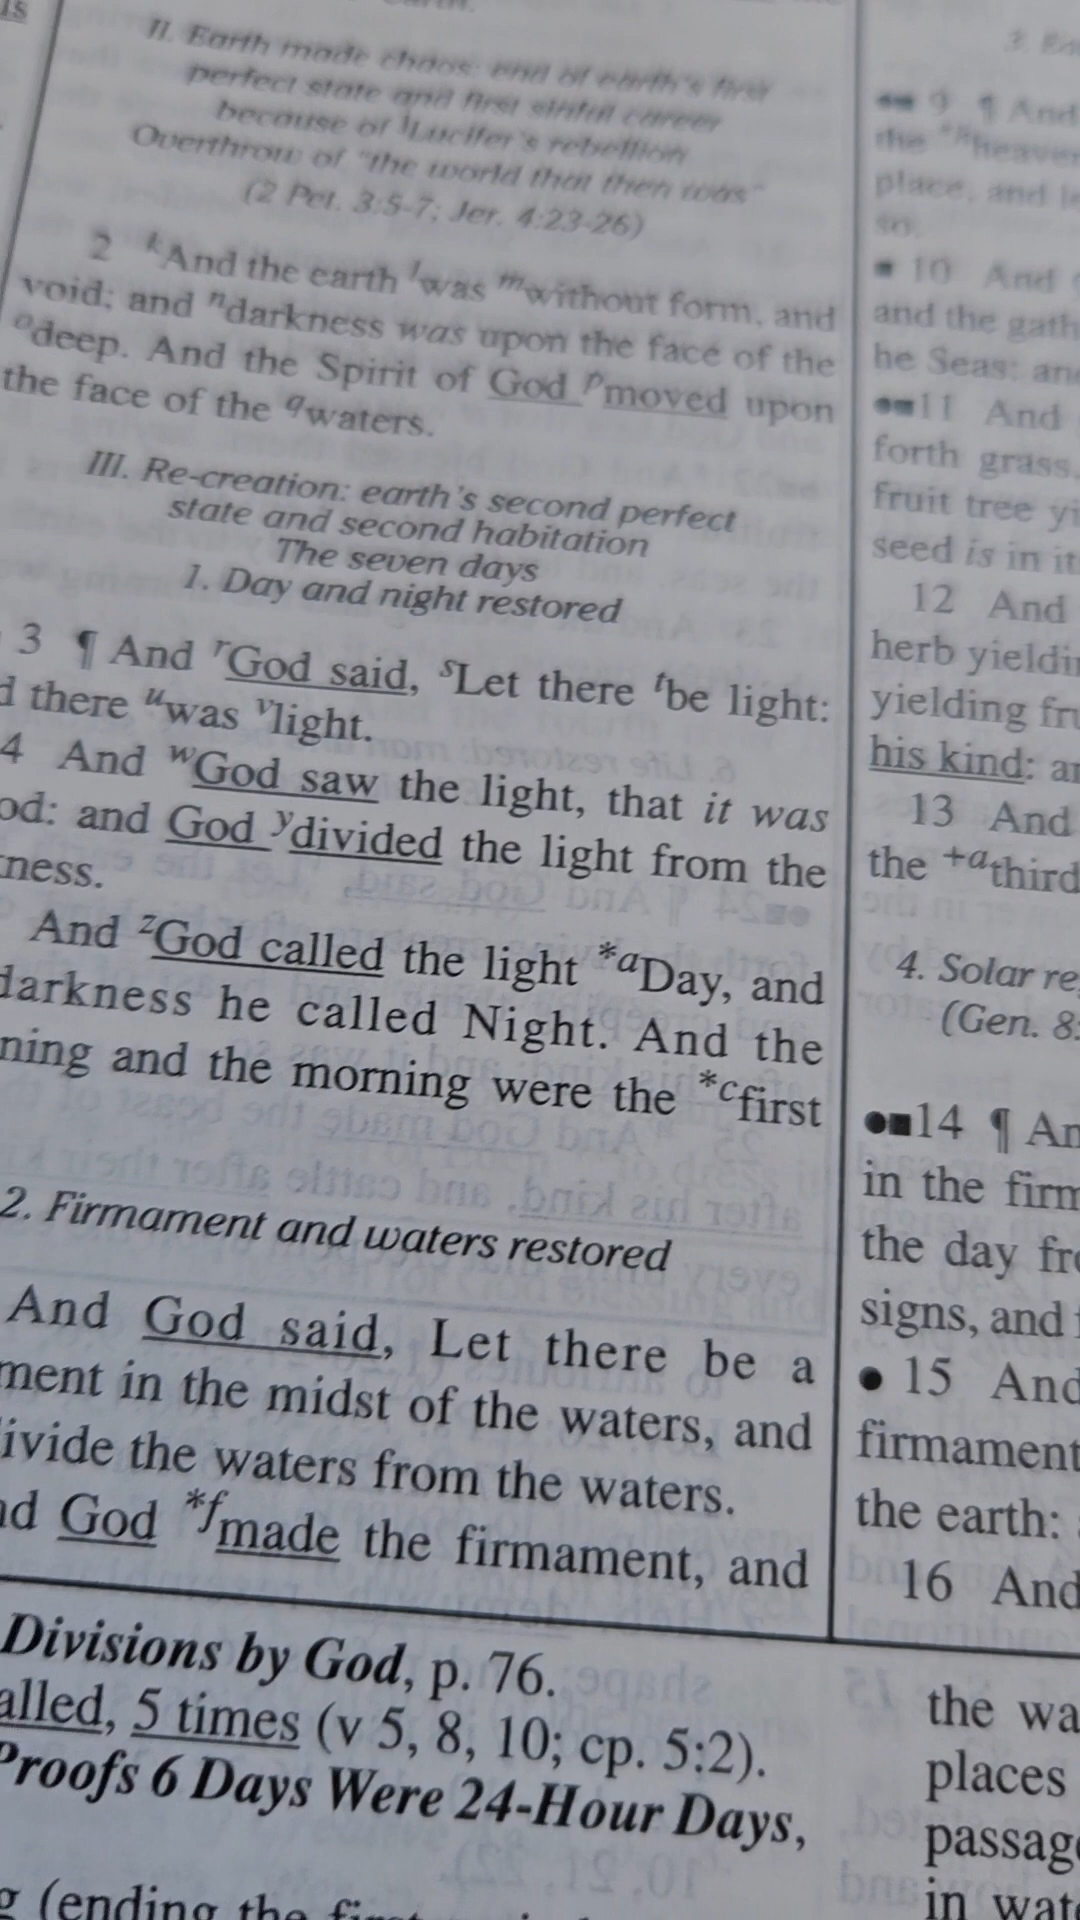 II. Earth made chaos: end of earth's first
perfect state and first sinful career
because of ¹Lucifer's rebellion
Overthrow of "the world that then was"
(2 Pet. 3:5-7; Jer. 4:23-26)
2 ᵏAnd the earth ˡwas ᵐwithout form, and
void; and ⁿdarkness was upon the face of the
ᵒdeep. And the Spirit of God ᵖmoved upon
the face of the qwaters.
III. Re-creation: earth's second perfect
state and second habitation
The seven days
1. Day and night restored
3 ¶ And ʳGod said, ˢLet there ᵗbe light:
d there ᵘwas ᵛlight.
4 And ʷGod saw the light, that it was
od: and God ʸdivided the light from the
ness.
And ᶻGod called the light *ᵃDay, and
darkness he called Night. And the
ning and the morning were the *ᶜfirst
2. Firmament and waters restored
And God said, Let there be a
ment in the midst of the waters, and
ivide the waters from the waters.
nd God *ᶠmade the firmament, and
9 ¶ And
the heaven
place, and
so.
10 And
and the gath
he Seas: and
11 And
forth grass,
fruit tree yi
seed is in it
12 And
herb yieldi
yielding fru
his kind: an
13 And
the +ᵃthird
4. Solar re
(Gen. 8:
14 ¶ An
in the firm
the day fro
signs, and
● 15 And
firmament
the earth:
16 And
Divisions by God, p. 76.
alled, 5 times (v 5, 8, 10; cp. 5:2).
Proofs 6 Days Were 24-Hour Days,
g (ending the
the wa
places
passage
in wat